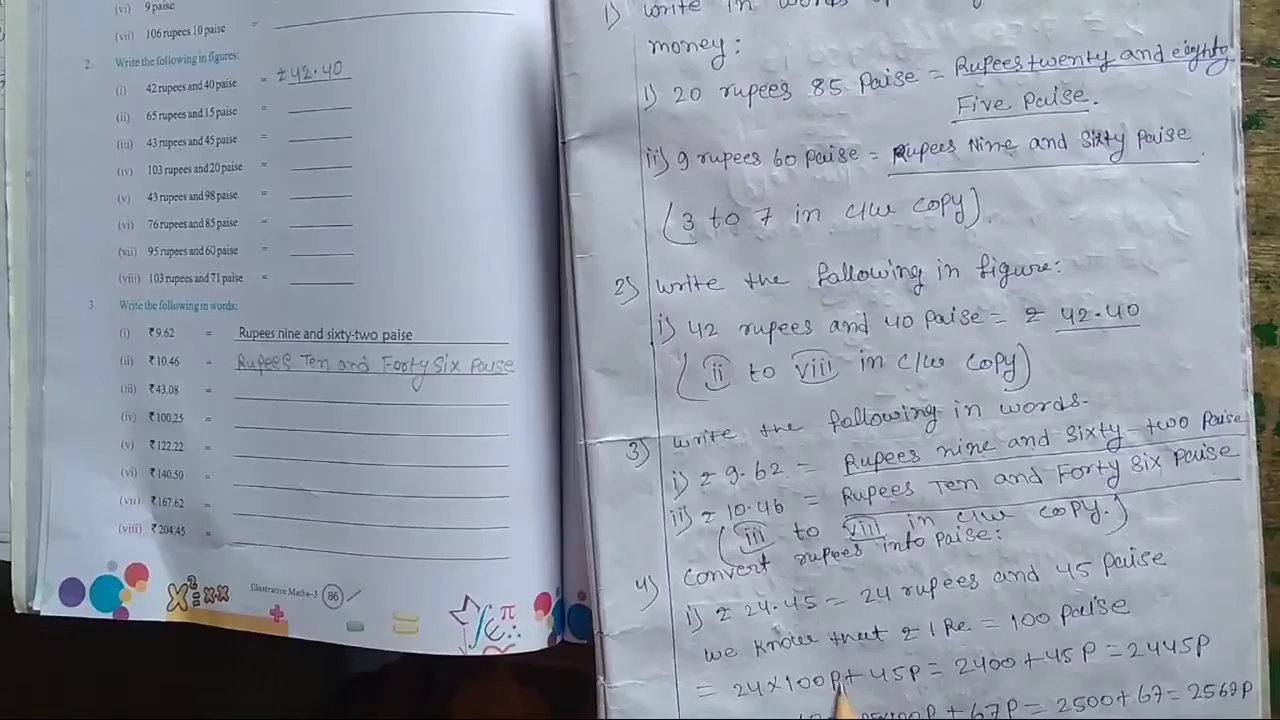 (vi) 9 paise =
(vii) 106 rupees 10 paise =
2. Write the following in figures:
(i) 42 rupees and 40 paise = ₹42.40
(ii) 65 rupees and 15 paise =
(iii) 43 rupees and 45 paise =
(iv) 103 rupees and 20 paise =
(v) 43 rupees and 98 paise =
(vi) 76 rupees and 85 paise =
(vii) 95 rupees and 60 paise =
(viii) 103 rupees and 71 paise =
3. Write the following in words:
(i) ₹9.62 = Rupees nine and sixty-two paise
(ii) ₹10.46 = Rupees Ten and Forty Six Paise
(iii) ₹43.08 =
(iv) ₹100.25 =
(v) ₹122.22 =
(vi) ₹140.50 =
(vii) ₹167.62 =
(viii) ₹204.45 =
Illustrative Maths-3 86
1) write in words
money:
i) 20 rupees 85 Paise = Rupees twenty and eighty
Five Paise.
ii) 9 rupees 60 paise = Rupees Nine and Sixty Paise
(3 to 7 in c/w copy)
2) write the following in figure:
i) 42 rupees and 40 Paise = ₹ 42.40
(ii to viii in c/w copy)
3) write the following in words.
i) ₹ 9.62 = Rupees nine and Sixty-two Paise
ii) ₹ 10.46 = Rupees Ten and Forty Six Paise
(iii to viii in c/w copy.)
4) Convert rupees into Paise:
i) ₹ 24.45 = 24 rupees and 45 Paise
we know that ₹ 1 Re = 100 paise
= 24×100P + 45P = 2400 + 45P = 2445P
+ 67P = 2500 + 67 = 2567P